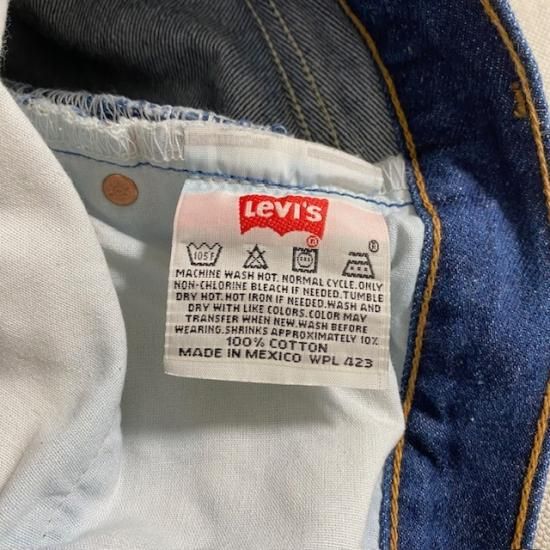 Levi's
®
105F
MACHINE WASH HOT. NORMAL CYCLE. ONLY
NON-CHLORINE BLEACH IF NEEDED. TUMBLE
DRY HOT. HOT IRON IF NEEDED. WASH AND
DRY WITH LIKE COLORS. COLOR MAY
TRANSFER WHEN NEW. WASH BEFORE
WEARING. SHRINKS APPROXIMATELY 10%
100% COTTON
MADE IN MEXICO WPL 423